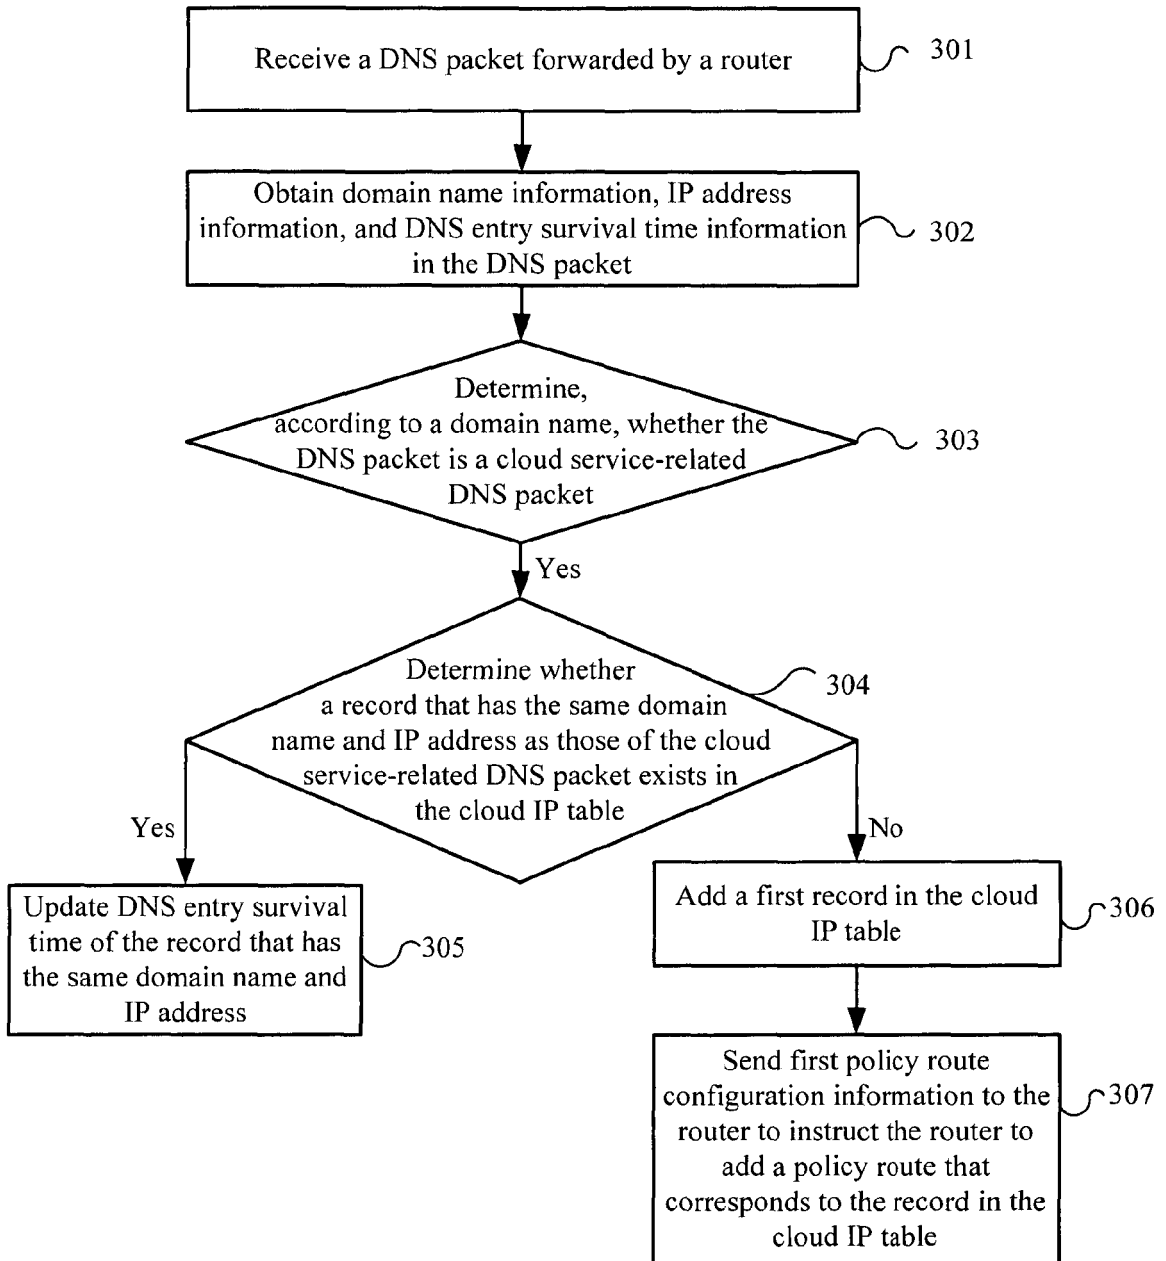 Receive a DNS packet forwarded by a router
301
Obtain domain name information, IP address
information, and DNS entry survival time information
in the DNS packet
302
Determine,
according to a domain name, whether the
DNS packet is a cloud service-related
DNS packet
303
Yes
Determine whether
a record that has the same domain
name and IP address as those of the cloud
service-related DNS packet exists in
the cloud IP table
304
Yes
No
Update DNS entry survival
time of the record that has
the same domain name and
IP address
305
Add a first record in the cloud
IP table
306
Send first policy route
configuration information to the
router to instruct the router to
add a policy route that
corresponds to the record in the
cloud IP table
307